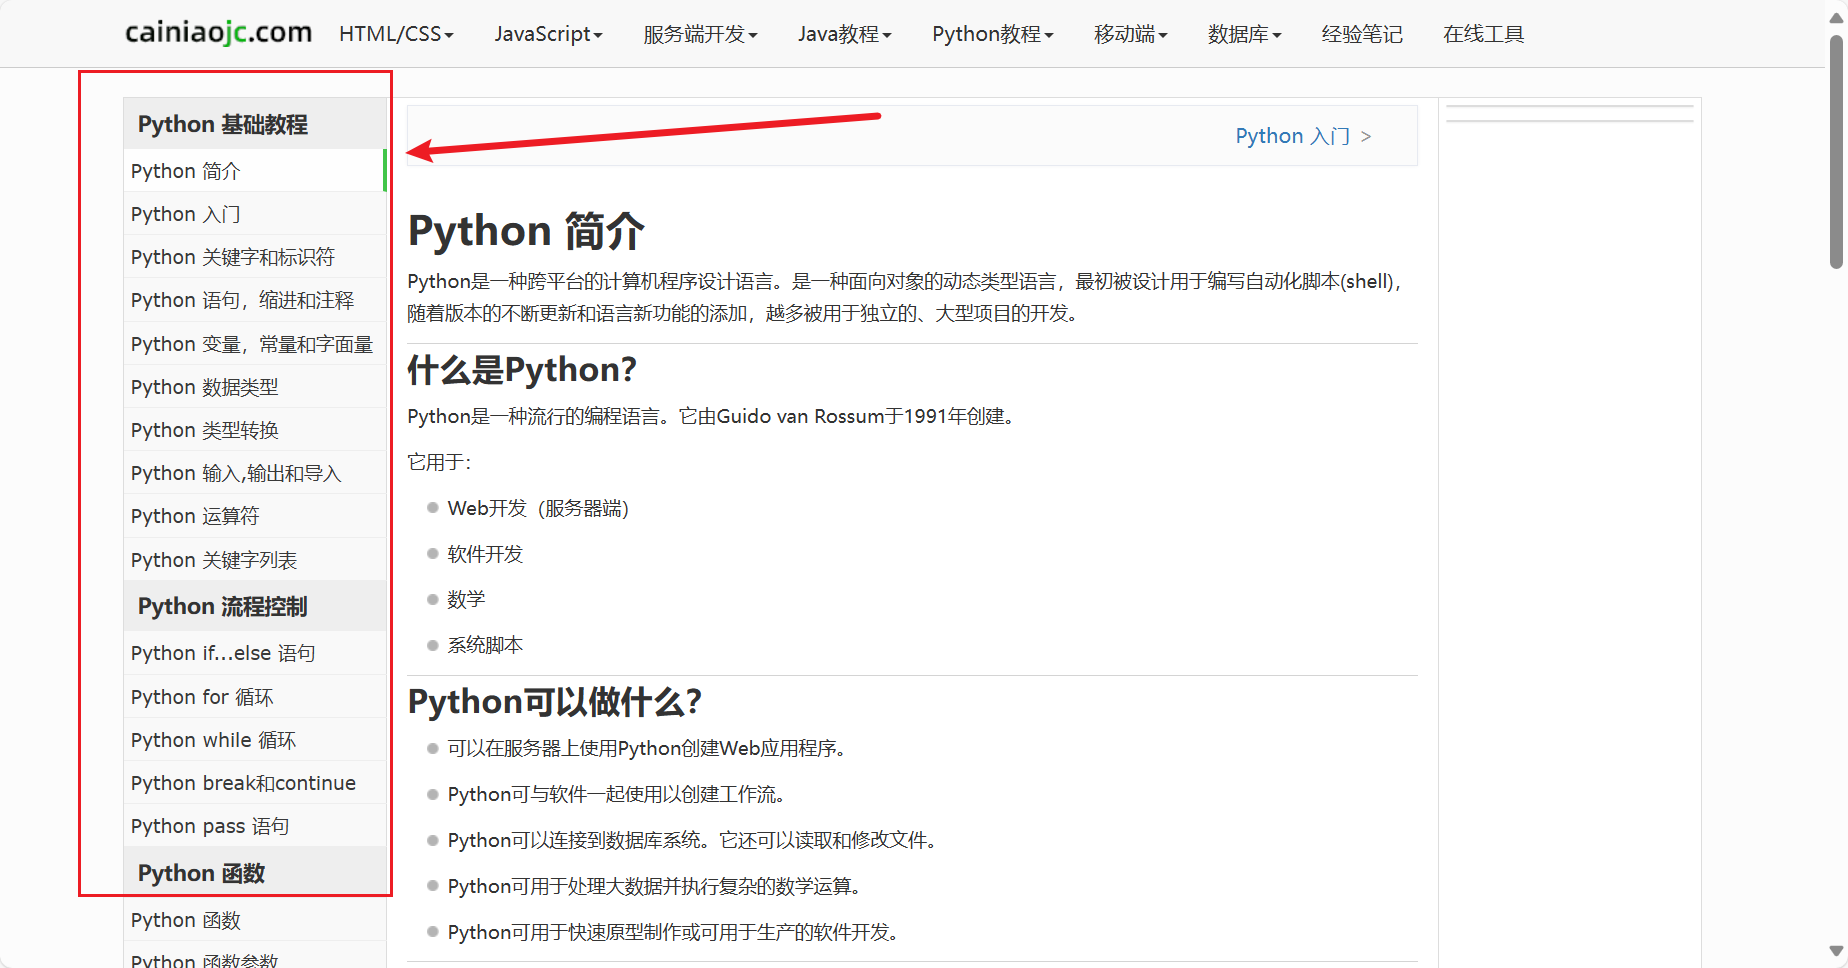 cainiaojc.com HTML/CSS JavaScript 服务端开发 Java教程 Python教程 移动端 数据库 经验笔记 在线工具
Python 基础教程
Python 简介
Python 入门
Python 关键字和标识符
Python 语句，缩进和注释
Python 变量，常量和字面量
Python 数据类型
Python 类型转换
Python 输入,输出和导入
Python 运算符
Python 关键字列表
Python 流程控制
Python if...else 语句
Python for 循环
Python while 循环
Python break和continue
Python pass 语句
Python 函数
Python 函数
Python 函数参数
Python 入门 >
Python 简介
Python是一种跨平台的计算机程序设计语言。是一种面向对象的动态类型语言，最初被设计用于编写自动化脚本(shell)，
随着版本的不断更新和语言新功能的添加，越多被用于独立的、大型项目的开发。
什么是Python？
Python是一种流行的编程语言。它由Guido van Rossum于1991年创建。
它用于：
Web开发（服务器端）
软件开发
数学
系统脚本
Python可以做什么？
可以在服务器上使用Python创建Web应用程序。
Python可与软件一起使用以创建工作流。
Python可以连接到数据库系统。它还可以读取和修改文件。
Python可用于处理大数据并执行复杂的数学运算。
Python可用于快速原型制作或可用于生产的软件开发。